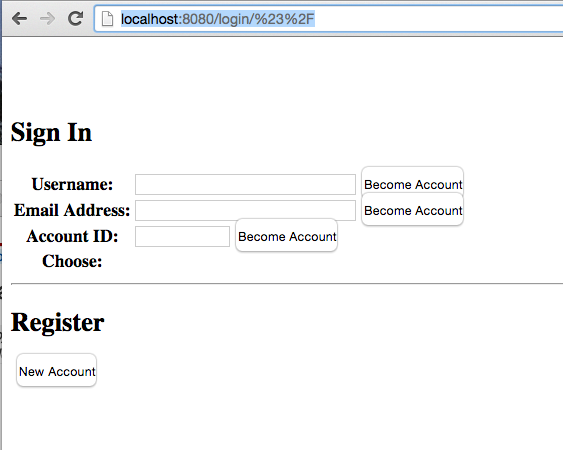 localhost:8080/login/%23%2F
Sign In
Username: Become Account
Email Address: Become Account
Account ID: Become Account
Choose:
Register
New Account